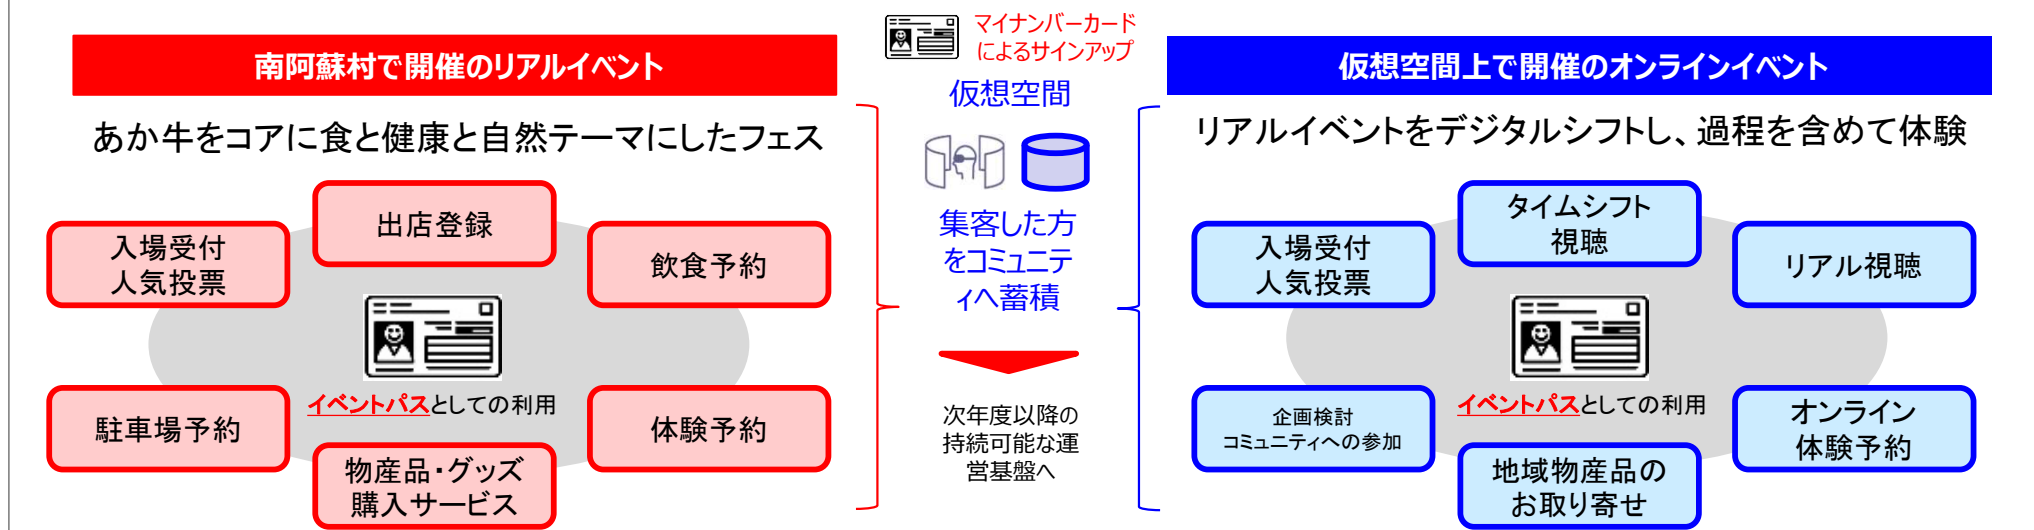 南阿蘇村で開催のリアルイベント
あか牛をコアに食と健康と自然テーマにしたフェス
出店登録
入場受付
人気投票
飲食予約
イベントパスとしての利用
駐車場予約
体験予約
物産品・グッズ
購入サービス
マイナンバーカード
によるサインアップ
仮想空間
集客した方
をコミュニテ
ィへ蓄積
次年度以降の
持続可能な運
営基盤へ
仮想空間上で開催のオンラインイベント
リアルイベントをデジタルシフトし、過程を含めて体験
タイムシフト
視聴
入場受付
人気投票
リアル視聴
イベントパスとしての利用
企画検討
コミュニティへの参加
オンライン
体験予約
地域物産品の
お取り寄せ